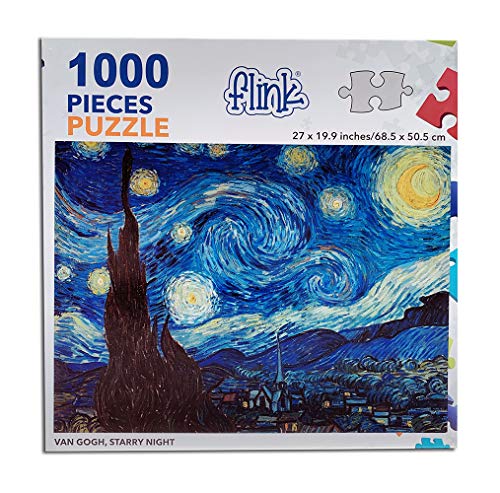 1000
PIECES
PUZZLE
flink®
27 x 19.9 inches/68.5 x 50.5 cm
VAN GOGH, STARRY NIGHT